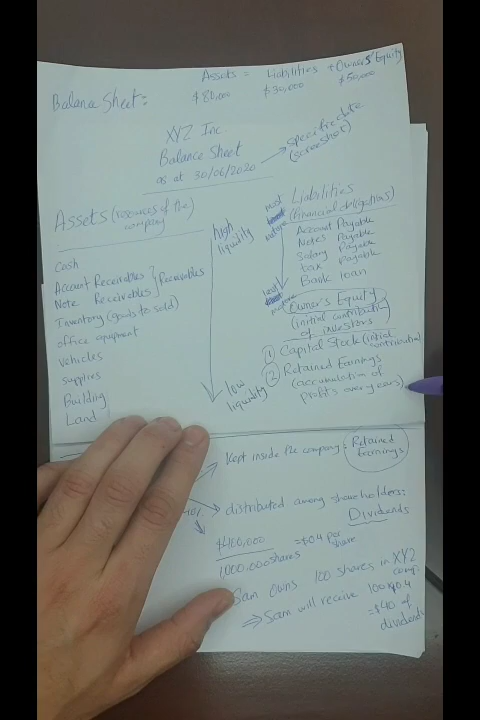 Assets = Liabilities + Owner's Equity
$80,000 $30,000 $50,000
Balance Sheet:
XYZ Inc.
Balance Sheet
as at 30/06/2020
specific date
(screenshot)
Assets (resources of the
company)
Cash
Account Receivables
Note Receivables
Receivables
Inventory (goods to sold)
office equipment
vehicles
supplies
Building
Land
high
liquidity
low
liquidity
most
mature
Liabilities
(financial obligations)
Account Payable
Notes Payable
Salary Payable
tax payable
Bank loan
least
mature
Owner's Equity
(initial contribution
of investors
① Capital Stock (initial
contribution)
② Retained Earnings
(accumulation of
profits over years)
Kept inside the company: Retained
Earnings
distributed among shareholders:
Dividends
$400,000
1,000,000 shares
= $0.4 per
share
Sam owns 100 shares in XYZ
comp.
⇒ Sam will receive 100 x 0.4
= $40 of
dividends